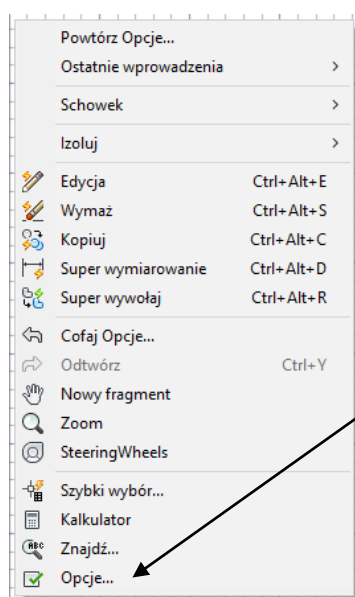 Powtórz Opcje...
Ostatnie wprowadzenia
Schowek
Izoluj
Edycja Ctrl+Alt+E
Wymaż Ctrl+Alt+S
Kopiuj Ctrl+Alt+C
Super wymiarowanie Ctrl+Alt+D
Super wywołaj Ctrl+Alt+R
Cofaj Opcje...
Odtwórz Ctrl+Y
Nowy fragment
Zoom
SteeringWheels
Szybki wybór...
Kalkulator
ABC Znajdź...
Opcje...